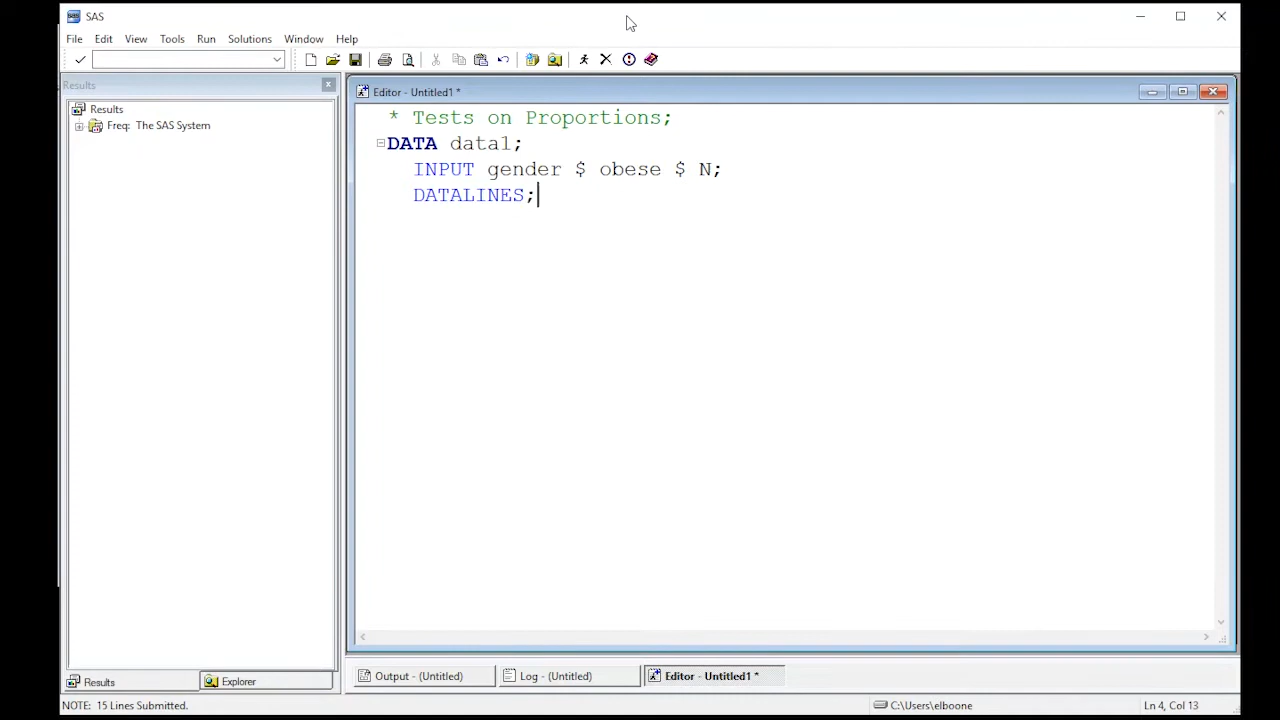 SAS
File Edit View Tools Run Solutions Window Help
Results
Results
Freq: The SAS System
Editor - Untitled1 *
* Tests on Proportions;
DATA data1;
INPUT gender $ obese $ N;
DATALINES;
Results Explorer
Output - (Untitled) Log - (Untitled) Editor - Untitled1 *
NOTE: 15 Lines Submitted. C:\Users\elboone Ln 4, Col 13